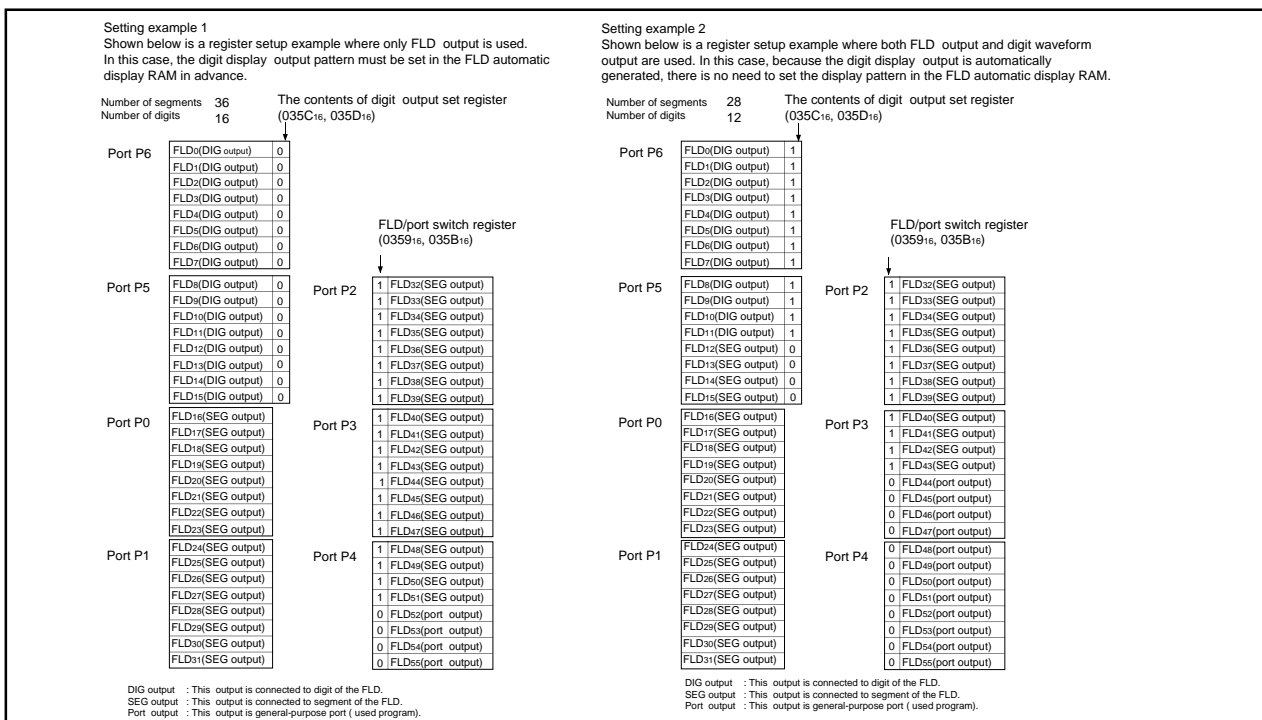 Setting example 1
Shown below is a register setup example where only FLD output is used.
In this case, the digit display output pattern must be set in the FLD automatic
display RAM in advance.
Number of segments 36
Number of digits 16
The contents of digit output set register
(035C16, 035D16)
Port P6
FLD0(DIG output) 0
FLD1(DIG output) 0
FLD2(DIG output) 0
FLD3(DIG output) 0
FLD4(DIG output) 0
FLD5(DIG output) 0
FLD6(DIG output) 0
FLD7(DIG output) 0
Port P5
FLD8(DIG output) 0
FLD9(DIG output) 0
FLD10(DIG output) 0
FLD11(DIG output) 0
FLD12(DIG output) 0
FLD13(DIG output) 0
FLD14(DIG output) 0
FLD15(DIG output) 0
Port P0
FLD16(SEG output)
FLD17(SEG output)
FLD18(SEG output)
FLD19(SEG output)
FLD20(SEG output)
FLD21(SEG output)
FLD22(SEG output)
FLD23(SEG output)
Port P1
FLD24(SEG output)
FLD25(SEG output)
FLD26(SEG output)
FLD27(SEG output)
FLD28(SEG output)
FLD29(SEG output)
FLD30(SEG output)
FLD31(SEG output)
FLD/port switch register
(035916, 035B16)
Port P2
1 FLD32(SEG output)
1 FLD33(SEG output)
1 FLD34(SEG output)
1 FLD35(SEG output)
1 FLD36(SEG output)
1 FLD37(SEG output)
1 FLD38(SEG output)
1 FLD39(SEG output)
Port P3
1 FLD40(SEG output)
1 FLD41(SEG output)
1 FLD42(SEG output)
1 FLD43(SEG output)
1 FLD44(SEG output)
1 FLD45(SEG output)
1 FLD46(SEG output)
1 FLD47(SEG output)
Port P4
1 FLD48(SEG output)
1 FLD49(SEG output)
1 FLD50(SEG output)
1 FLD51(SEG output)
0 FLD52(port output)
0 FLD53(port output)
0 FLD54(port output)
0 FLD55(port output)
DIG output : This output is connected to digit of the FLD.
SEG output : This output is connected to segment of the FLD.
Port output : This output is general-purpose port ( used program).
Setting example 2
Shown below is a register setup example where both FLD output and digit waveform
output are used. In this case, because the digit display output is automatically
generated, there is no need to set the display pattern in the FLD automatic display RAM.
Number of segments 28
Number of digits 12
The contents of digit output set register
(035C16, 035D16)
Port P6
FLD0(DIG output) 1
FLD1(DIG output) 1
FLD2(DIG output) 1
FLD3(DIG output) 1
FLD4(DIG output) 1
FLD5(DIG output) 1
FLD6(DIG output) 1
FLD7(DIG output) 1
Port P5
FLD8(DIG output) 1
FLD9(DIG output) 1
FLD10(DIG output) 1
FLD11(DIG output) 1
FLD12(SEG output) 0
FLD13(SEG output) 0
FLD14(SEG output) 0
FLD15(SEG output) 0
Port P0
FLD16(SEG output)
FLD17(SEG output)
FLD18(SEG output)
FLD19(SEG output)
FLD20(SEG output)
FLD21(SEG output)
FLD22(SEG output)
FLD23(SEG output)
Port P1
FLD24(SEG output)
FLD25(SEG output)
FLD26(SEG output)
FLD27(SEG output)
FLD28(SEG output)
FLD29(SEG output)
FLD30(SEG output)
FLD31(SEG output)
FLD/port switch register
(035916, 035B16)
Port P2
1 FLD32(SEG output)
1 FLD33(SEG output)
1 FLD34(SEG output)
1 FLD35(SEG output)
1 FLD36(SEG output)
1 FLD37(SEG output)
1 FLD38(SEG output)
1 FLD39(SEG output)
Port P3
1 FLD40(SEG output)
1 FLD41(SEG output)
1 FLD42(SEG output)
1 FLD43(SEG output)
0 FLD44(port output)
0 FLD45(port output)
0 FLD46(port output)
0 FLD47(port output)
Port P4
0 FLD48(port output)
0 FLD49(port output)
0 FLD50(port output)
0 FLD51(port output)
0 FLD52(port output)
0 FLD53(port output)
0 FLD54(port output)
0 FLD55(port output)
DIG output : This output is connected to digit of the FLD.
SEG output : This output is connected to segment of the FLD.
Port output : This output is general-purpose port ( used program).